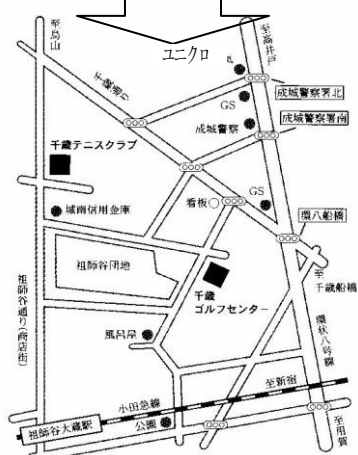 ユニクロ
至烏山
至高井戸
千歳通り
GS
成城警察署北
成城警察
成城警察署南
千歳テニスクラブ
城南信用金庫
看板
GS
環八船橋
祖師谷団地
千歳
ゴルフセンター
至
千歳船橋
祖師谷通り(商店街)
環状八号線
風呂屋
至新宿
小田急線
公園
祖師谷大蔵駅
至用賀